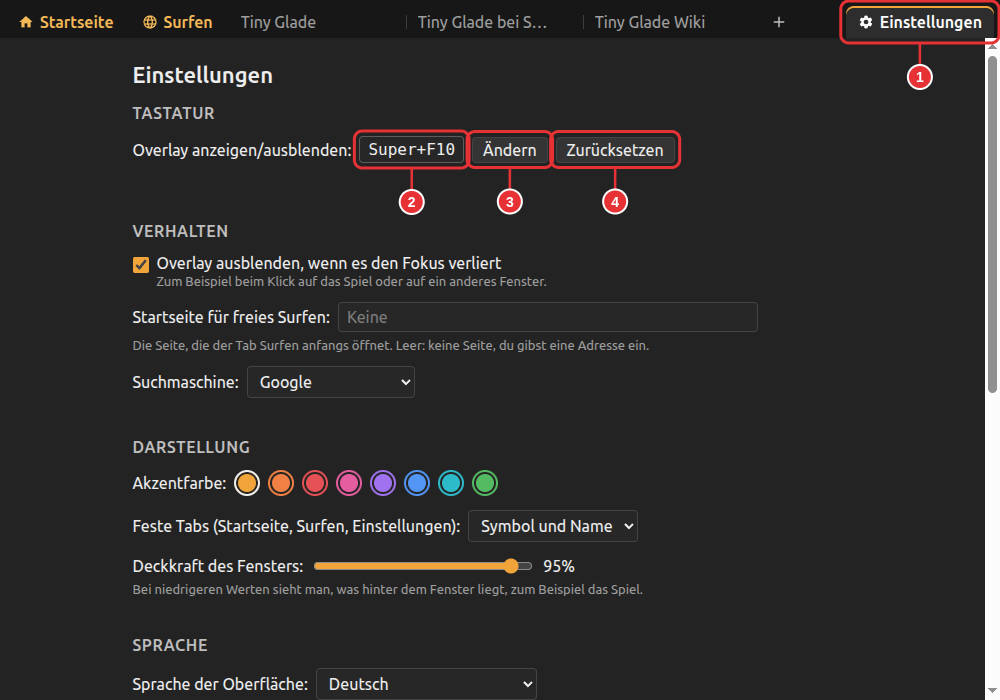 Startseite Surfen Tiny Glade Tiny Glade bei S… Tiny Glade Wiki + Einstellungen
1
Einstellungen
TASTATUR
Overlay anzeigen/ausblenden: Super+F10 Ändern Zurücksetzen
2 3 4
VERHALTEN
Overlay ausblenden, wenn es den Fokus verliert
Zum Beispiel beim Klick auf das Spiel oder auf ein anderes Fenster.
Startseite für freies Surfen: Keine
Die Seite, die der Tab Surfen anfangs öffnet. Leer: keine Seite, du gibst eine Adresse ein.
Suchmaschine: Google
DARSTELLUNG
Akzentfarbe:
Feste Tabs (Startseite, Surfen, Einstellungen): Symbol und Name
Deckkraft des Fensters: 95%
Bei niedrigeren Werten sieht man, was hinter dem Fenster liegt, zum Beispiel das Spiel.
SPRACHE
Sprache der Oberfläche: Deutsch